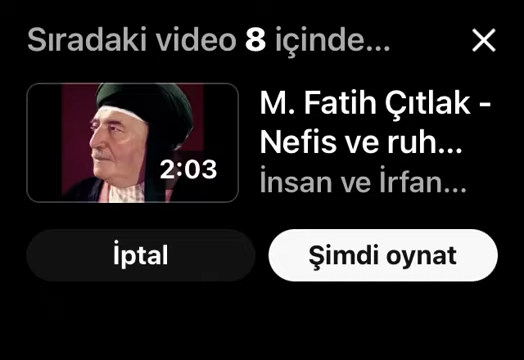 Sıradaki video 8 içinde...
M. Fatih Çıtlak -
Nefis ve ruh...
İnsan ve İrfan...
2:03
İptal
Şimdi oynat